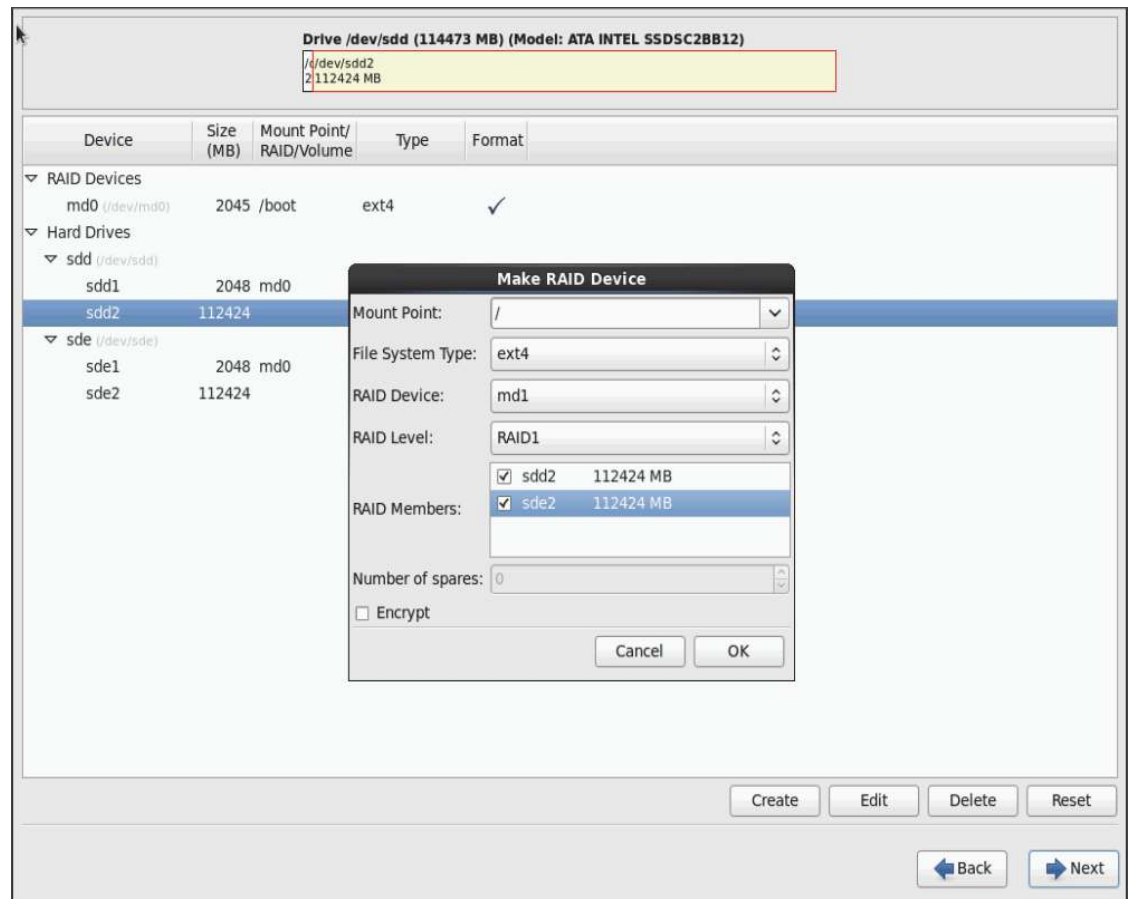 Drive /dev/sdd (114473 MB) (Model: ATA INTEL SSDSC2BB12)
/dev/sdd2
2 112424 MB
Device Size (MB) Mount Point/ RAID/Volume Type Format
RAID Devices
md0 (/dev/md0) 2045 /boot ext4
Hard Drives
sdd (/dev/sdd)
sdd1 2048 md0
sdd2 112424
sde (/dev/sde)
sde1 2048 md0
sde2 112424
Make RAID Device
Mount Point: /
File System Type: ext4
RAID Device: md1
RAID Level: RAID1
RAID Members:
sdd2 112424 MB
sde2 112424 MB
Number of spares: 0
Encrypt
Cancel OK
Create Edit Delete Reset
Back Next